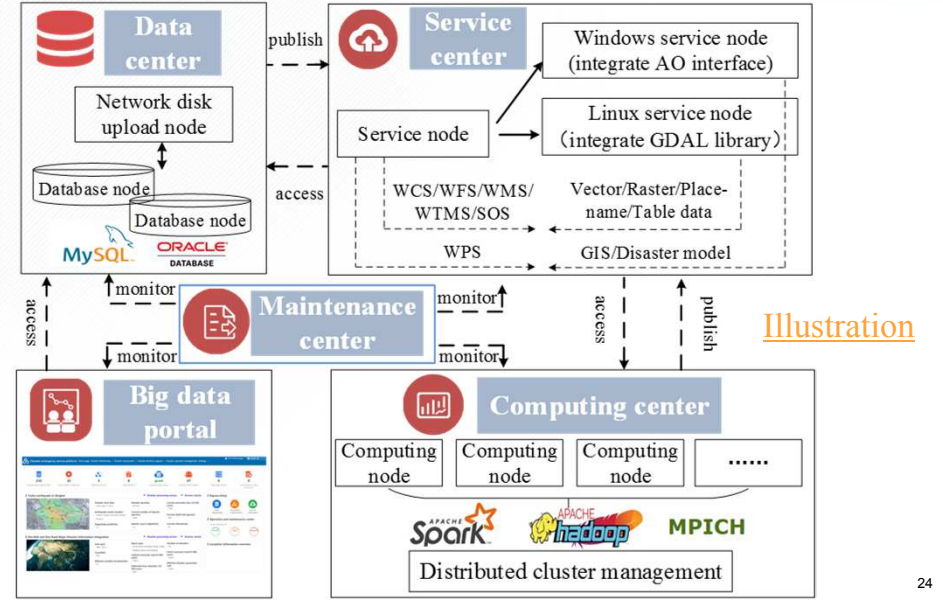 Data
center
Network disk
upload node
Database node
Database node
MySQL
ORACLE
DATABASE
publish
access
Service
center
Windows service node
(integrate AO interface)
Service node
Linux service node
(integrate GDAL library)
WCS/WFS/WMS/
WTMS/SOS
Vector/Raster/Place-
name/Table data
WPS
GIS/Disaster model
access
monitor
Maintenance
center
monitor
monitor
monitor
access
publish
Illustration
Big data
portal
Computing center
Computing
node
Computing
node
Computing
node
......
APACHE
Spark
APACHE
hadoop
MPICH
Distributed cluster management
24